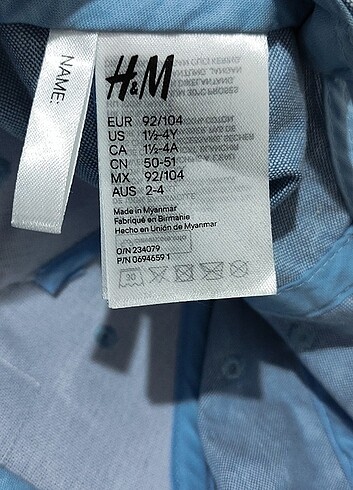 NAME:
H&M
EUR 92/104
US 1½-4Y
CA 1½-4A
CN 50-51
MX 92/104
AUS 2-4
Made in Myanmar
Fabriqué en Birmanie
Hecho en Unión de Myanmar
O/N 234079
P/N 0694659 1
30